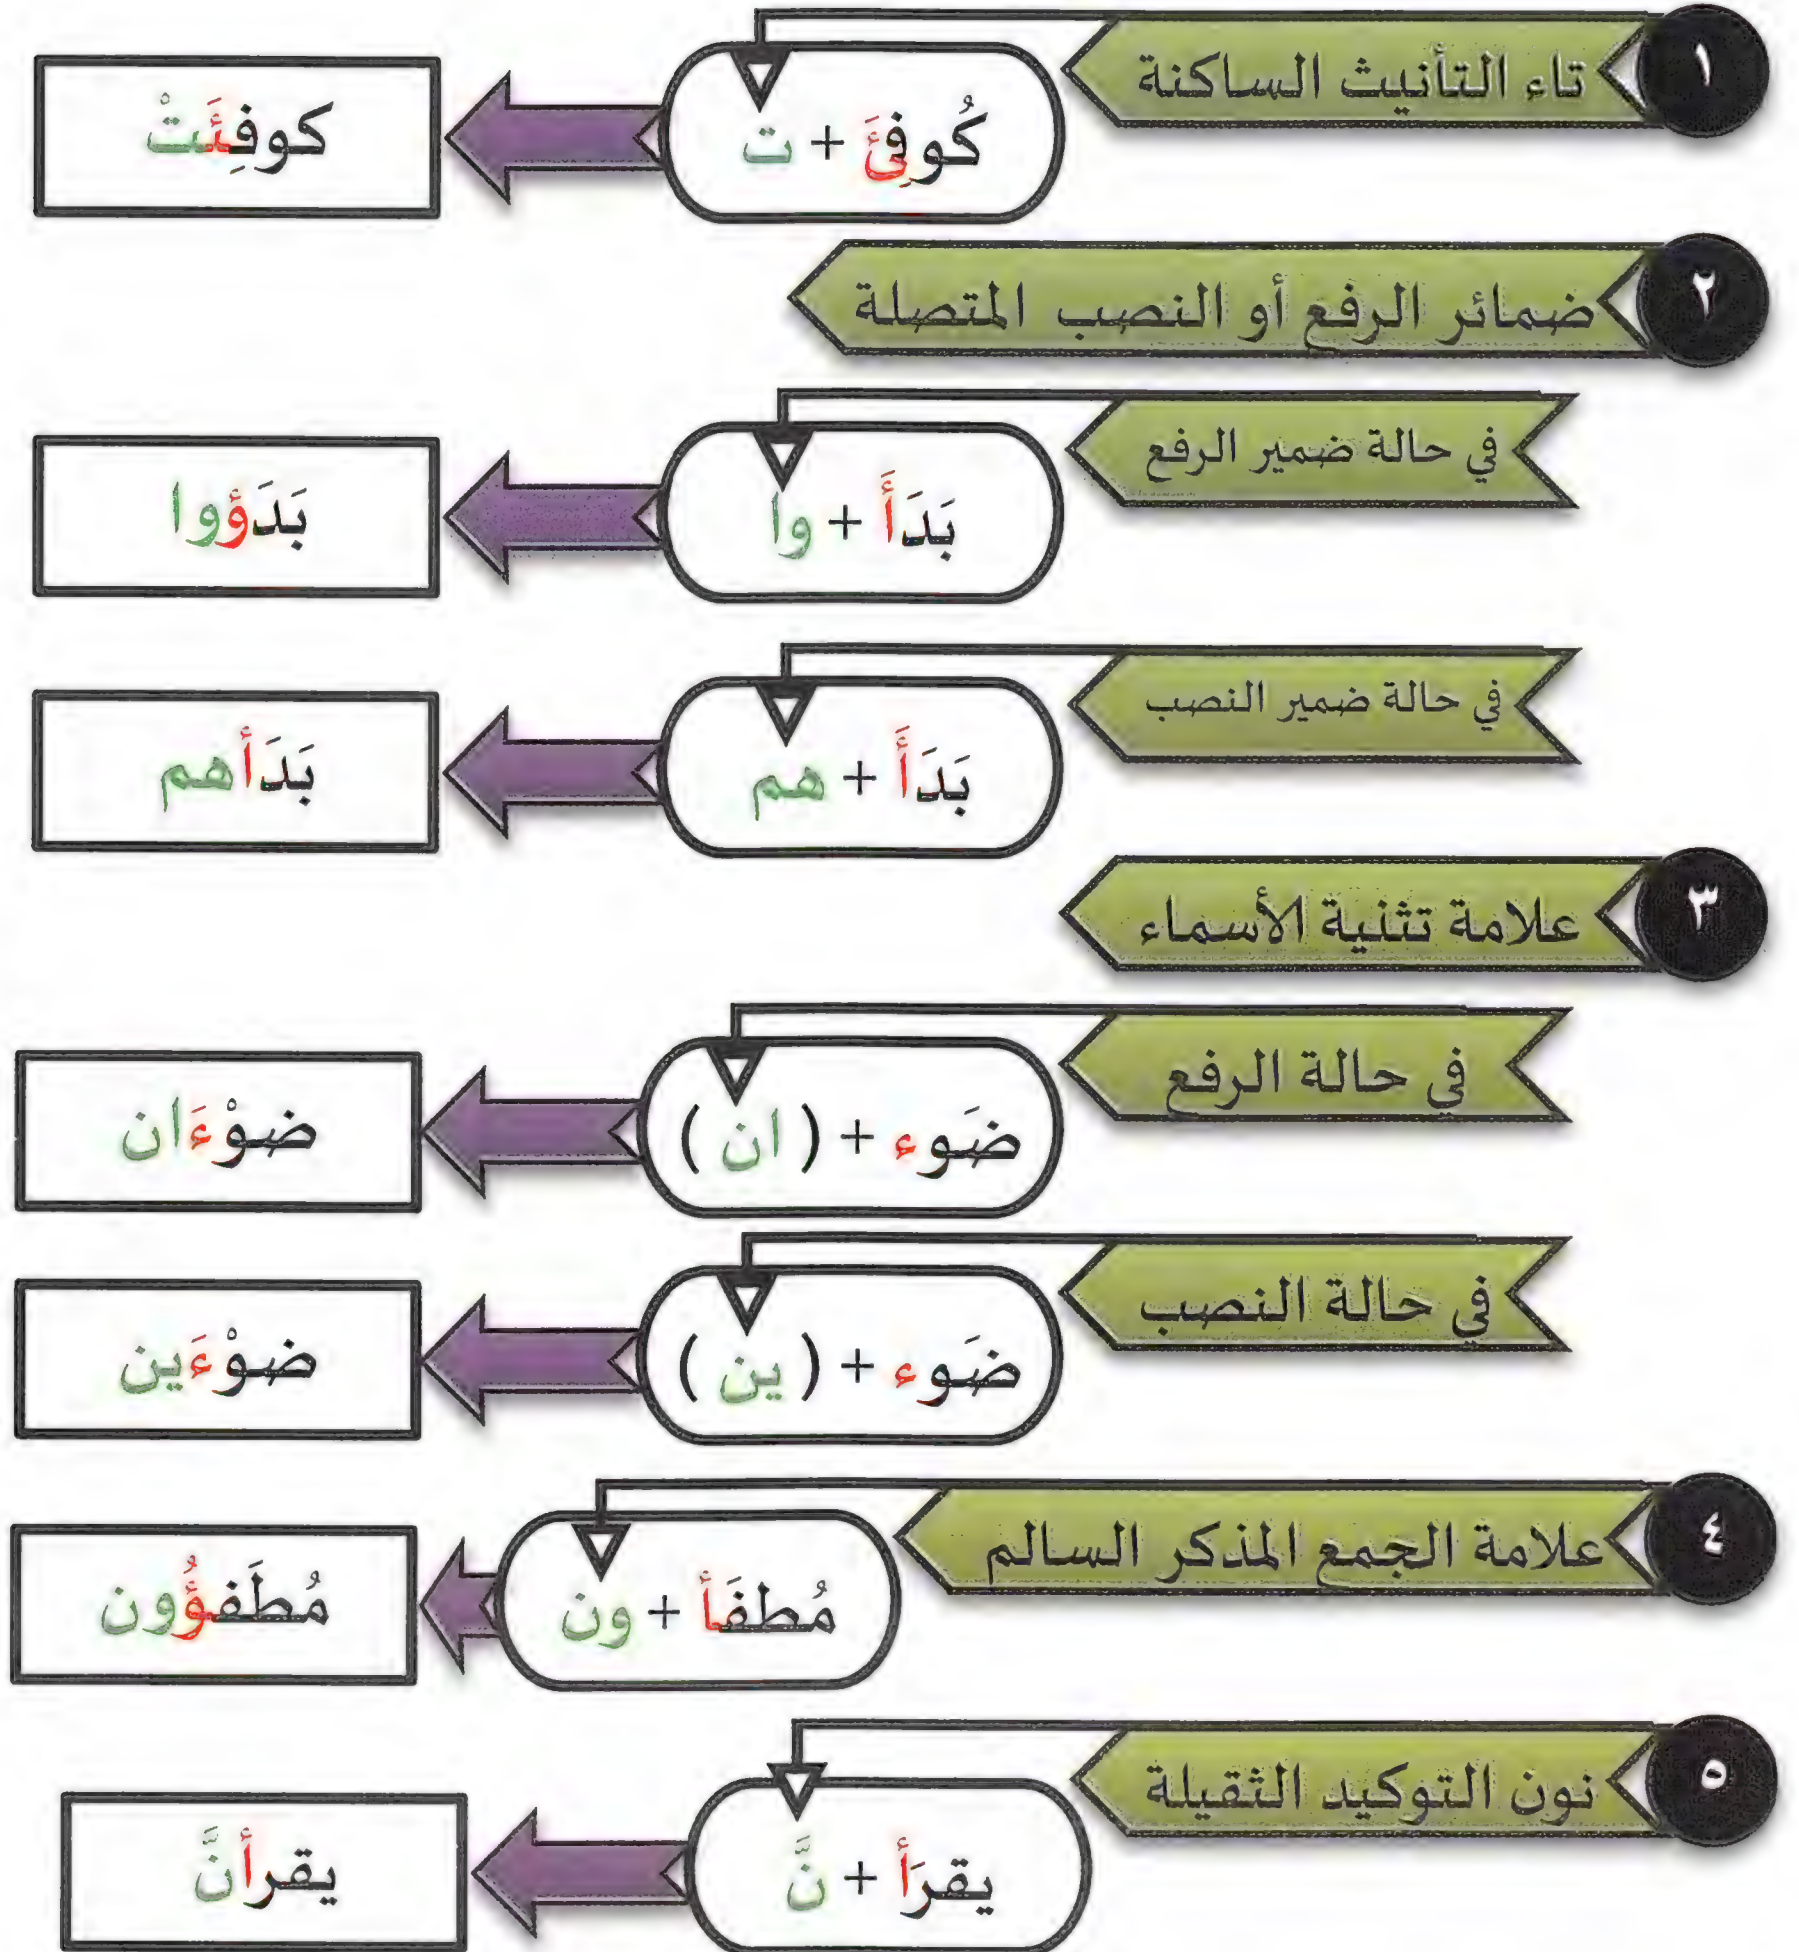 ١ تاء التأنيث الساكنة
كُوفِئَ + ت
كوفِئَتْ
٢ ضمائر الرفع أو النصب المتصلة
في حالة ضمير الرفع
بَدَأَ + وا
بَدَؤوا
في حالة ضمير النصب
بَدَأَ + هم
بَدَأهم
٣ علامة تثنية الأسماء
في حالة الرفع
ضَوء + ( ان )
ضوْءَان
في حالة النصب
ضَوء + ( ين )
ضوْءَين
٤ علامة الجمع المذكر السالم
مُطفَأ + ون
مُطَفؤُون
٥ نون التوكيد الثقيلة
يقرَأ + نَّ
يقرأنَّ